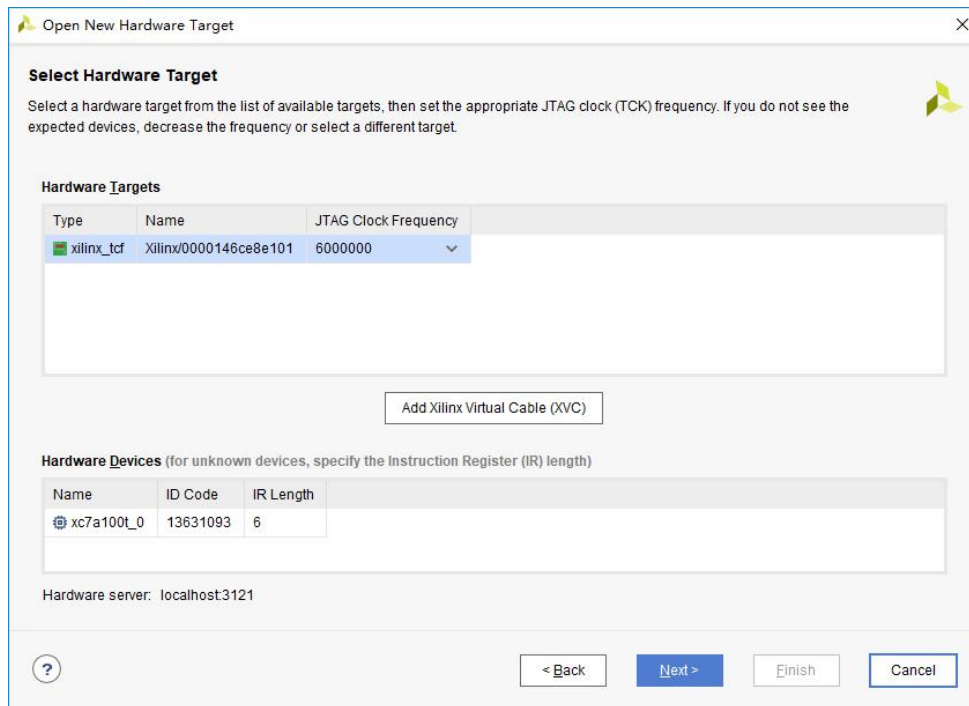 Open New Hardware Target
Select Hardware Target
Select a hardware target from the list of available targets, then set the appropriate JTAG clock (TCK) frequency. If you do not see the
expected devices, decrease the frequency or select a different target.
Hardware Targets
Type Name JTAG Clock Frequency
xilinx_tcf Xilinx/0000146ce8e101 6000000
Add Xilinx Virtual Cable (XVC)
Hardware Devices (for unknown devices, specify the Instruction Register (IR) length)
Name ID Code IR Length
xc7a100t_0 13631093 6
Hardware server: localhost:3121
? < Back Next > Finish Cancel